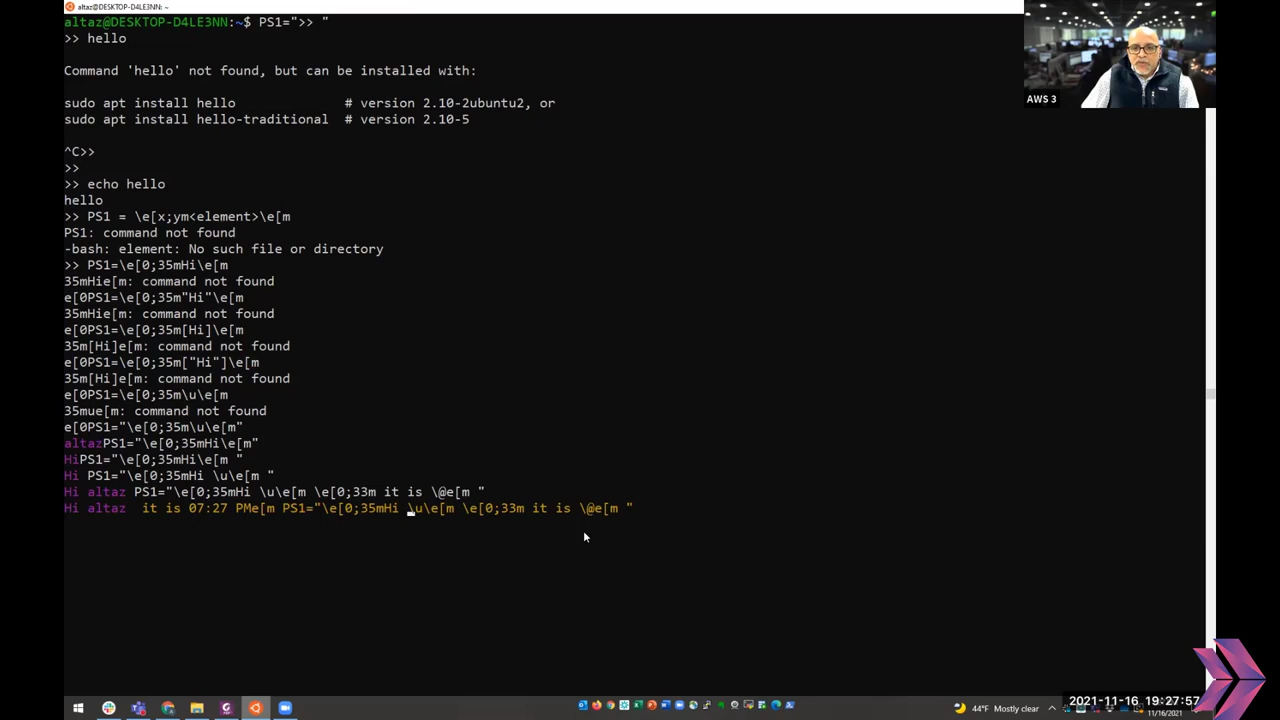 altaz@DESKTOP-D4LE3NN: ~
altaz@DESKTOP-D4LE3NN:~$ PS1=">> "
>> hello
Command 'hello' not found, but can be installed with:
sudo apt install hello              # version 2.10-2ubuntu2, or
sudo apt install hello-traditional  # version 2.10-5
^C>>
>>
>> echo hello
hello
>> PS1 = \e[x;ym<element>\e[m
PS1: command not found
-bash: element: No such file or directory
>> PS1=\e[0;35mHi\e[m
35mHie[m: command not found
e[0PS1=\e[0;35m"Hi"\e[m
35mHie[m: command not found
e[0PS1=\e[0;35m[Hi]\e[m
35m[Hi]e[m: command not found
e[0PS1=\e[0;35m["Hi"]\e[m
35m[Hi]e[m: command not found
e[0PS1=\e[0;35m\u\e[m
35mue[m: command not found
e[0PS1="\e[0;35m\u\e[m"
altazPS1="\e[0;35mHi\e[m"
HiPS1="\e[0;35mHi\e[m "
Hi PS1="\e[0;35mHi \u\e[m "
Hi altaz PS1="\e[0;35mHi \u\e[m \e[0;33m it is \@e[m "
Hi altaz  it is 07:27 PMe[m PS1="\e[0;35mHi \u\e[m \e[0;33m it is \@e[m "
AWS 3
44°F Mostly clear
2021-11-16 19:27:57
11/16/2021